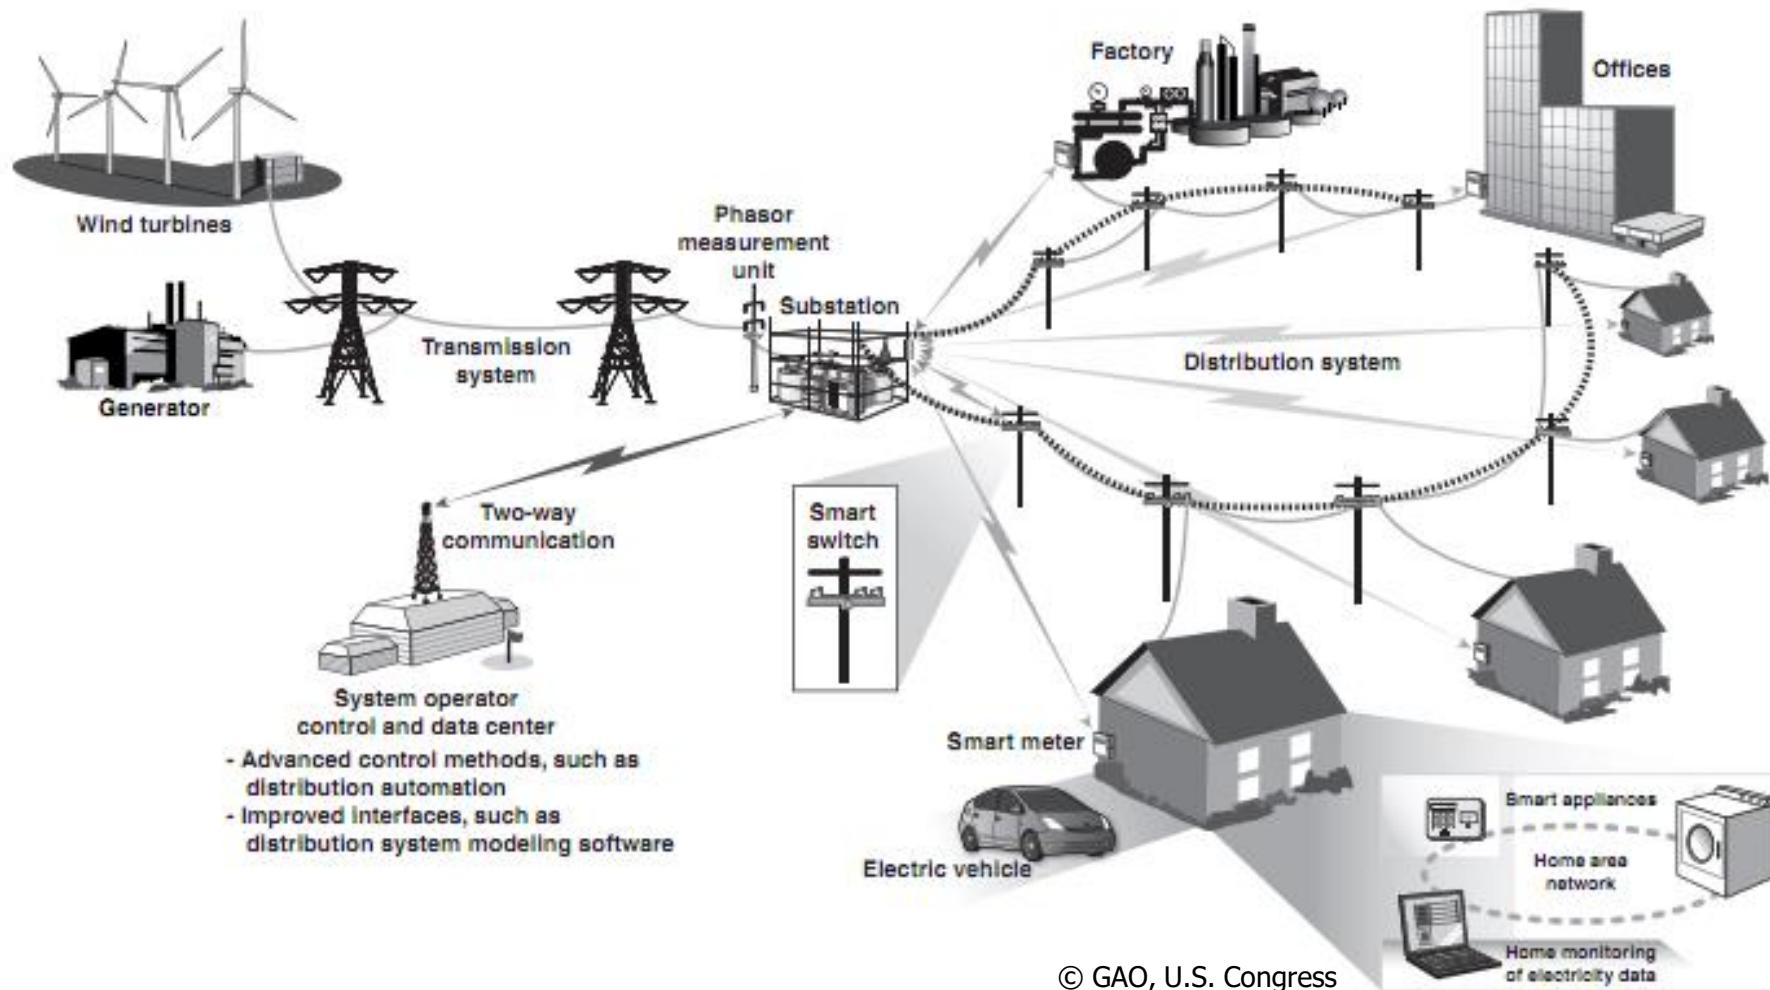 Factory
Offices
Wind turbines
Phasor
measurement
unit
Substation
Transmission
system
Generator
Distribution system
Two-way
communication
Smart
switch
System operator
control and data center
- Advanced control methods, such as
distribution automation
- Improved interfaces, such as
distribution system modeling software
Smart meter
Electric vehicle
Smart appliances
Home area
network
Home monitoring
of electricity data
© GAO, U.S. Congress